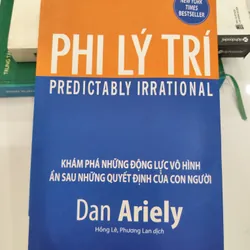 NEW YORK
TIMES
BESTSELLER
PHI LÝ TRÍ
PREDICTABLY IRRATIONAL
KHÁM PHÁ NHỮNG ĐỘNG LỰC VÔ HÌNH
ẨN SAU NHỮNG QUYẾT ĐỊNH CỦA CON NGƯỜI
Dan Ariely
Hồng Lê, Phương Lan dịch